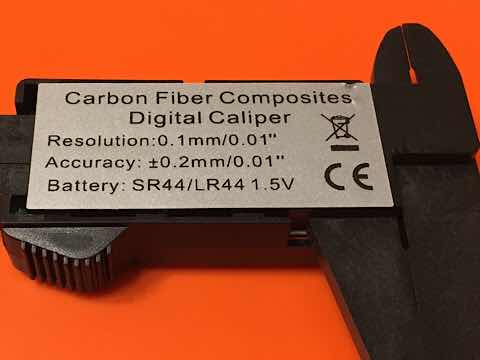 Carbon Fiber Composites
Digital Caliper
Resolution:0.1mm/0.01"
Accuracy: ±0.2mm/0.01"
Battery: SR44/LR44 1.5V
CE